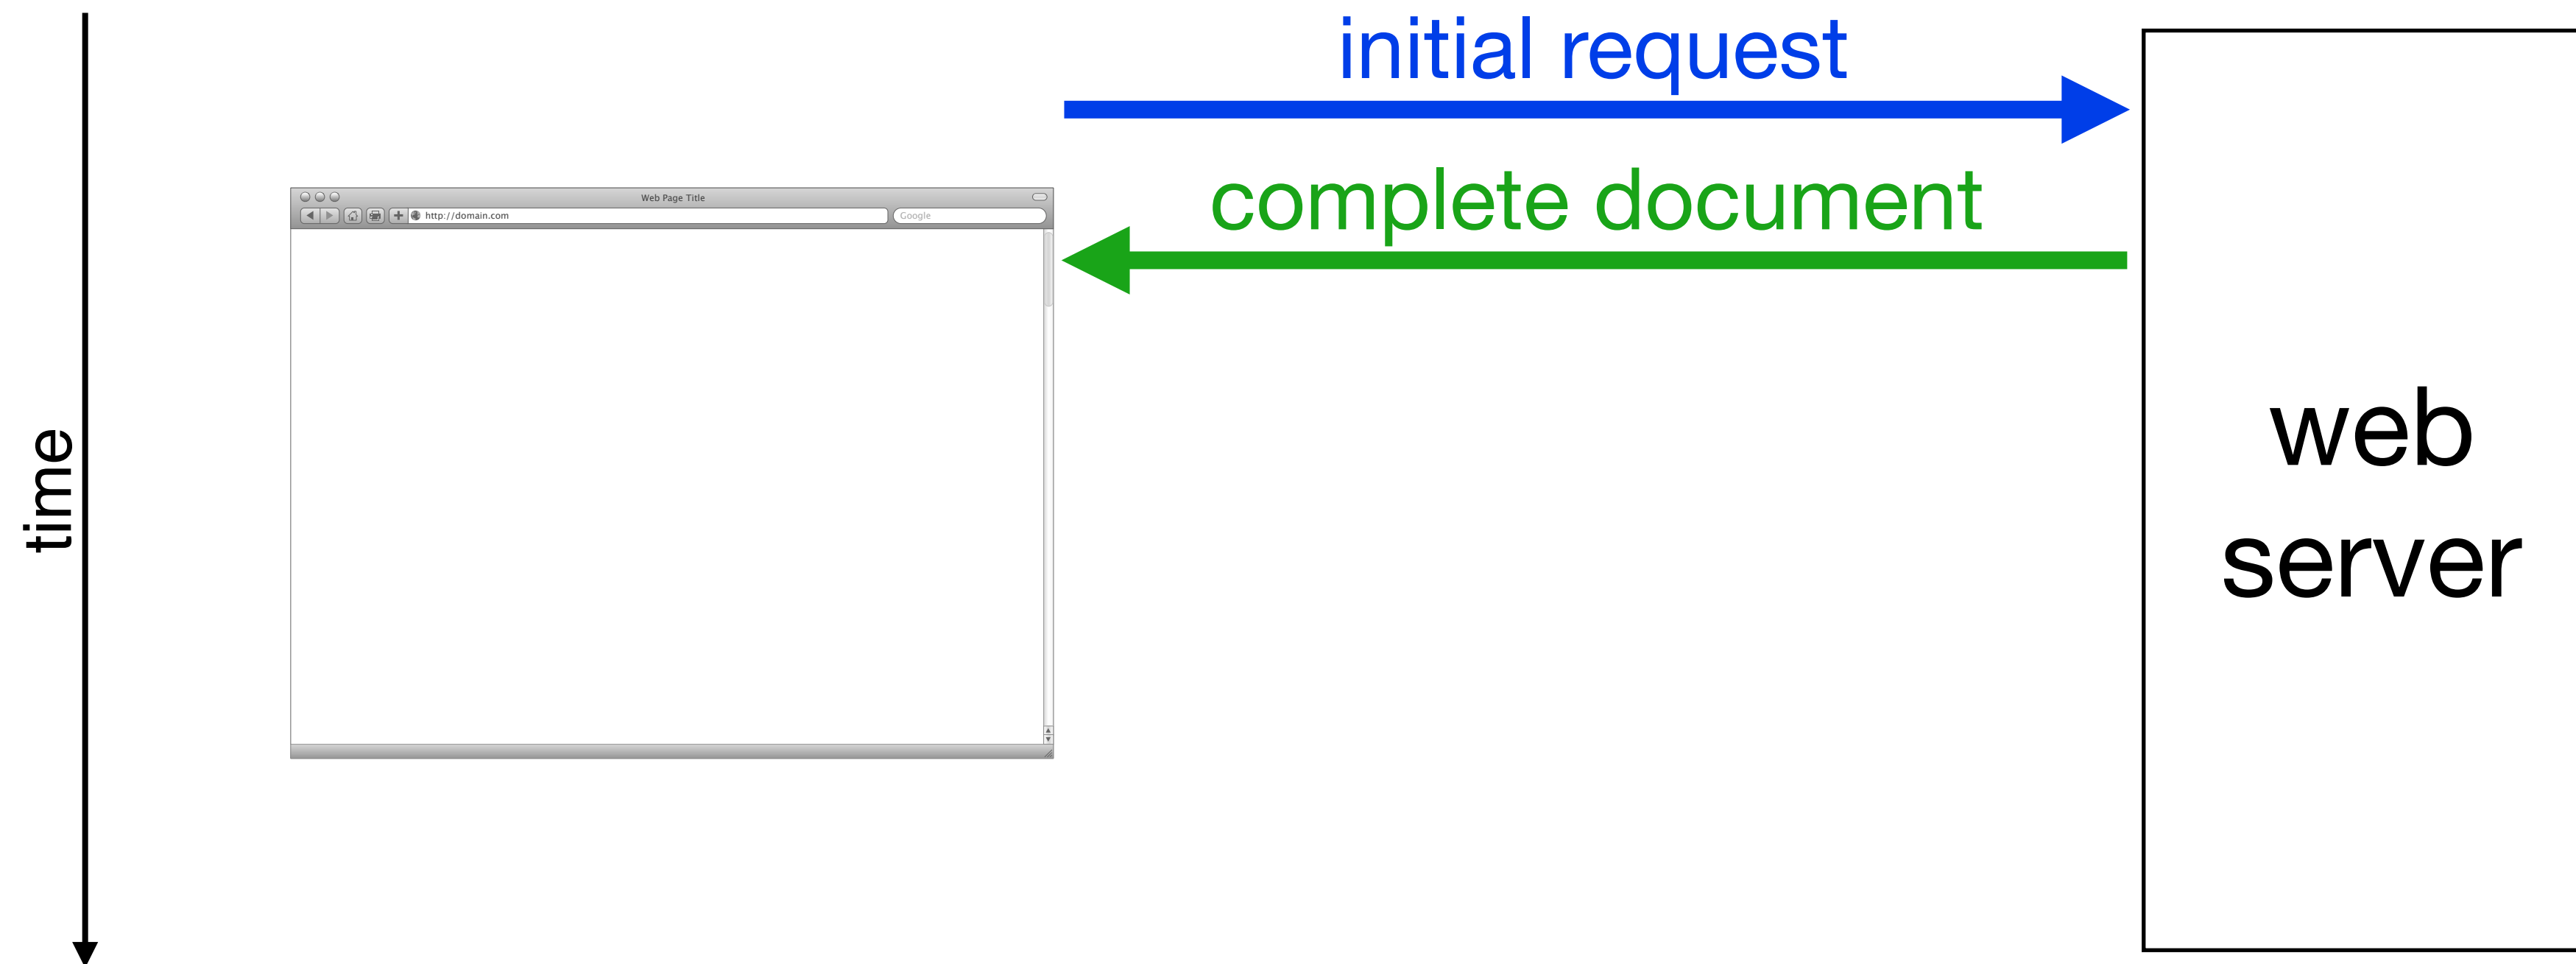 initial request
complete document
Web Page Title
http://domain.com
Google
time
web
server